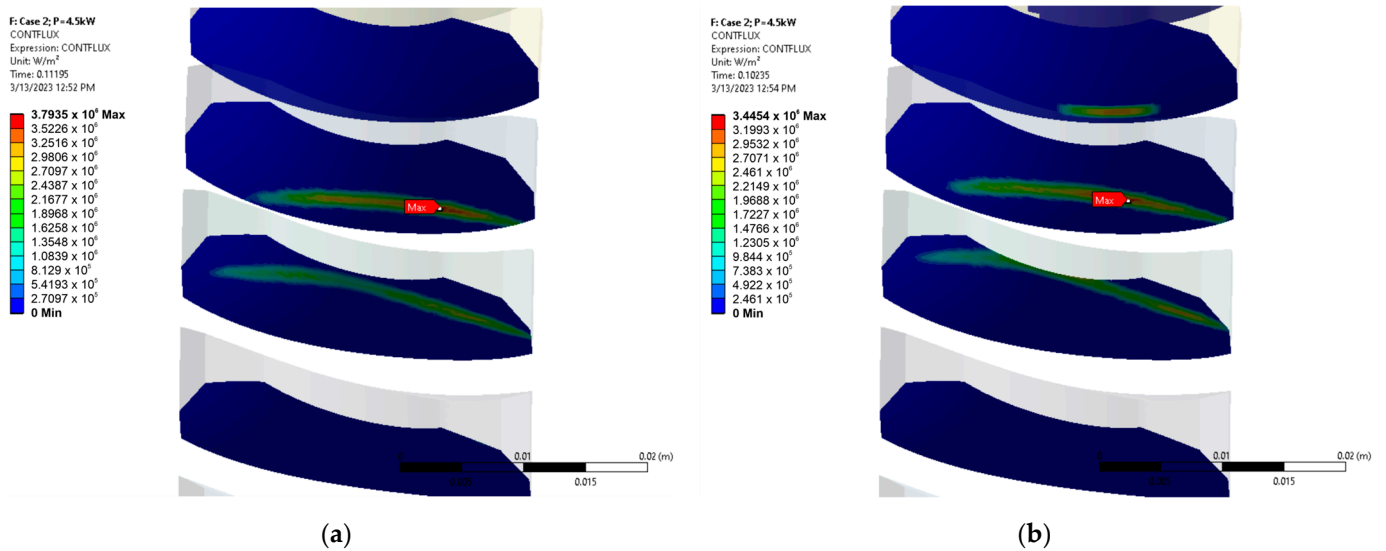 F: Case 2; P=4.5kW
CONTFLUX
Expression: CONTFLUX
Unit: W/m²
Time: 0.11195
3/13/2023 12:52 PM
3.7935 x 10⁶ Max
3.5226 x 10⁶
3.2516 x 10⁶
2.9806 x 10⁶
2.7097 x 10⁶
2.4387 x 10⁶
2.1677 x 10⁶
1.8968 x 10⁶
1.6258 x 10⁶
1.3548 x 10⁶
1.0839 x 10⁶
8.129 x 10⁵
5.4193 x 10⁵
2.7097 x 10⁵
0 Min
Max
0
0.01
0.02 (m)
0.005
0.015
(a)
F: Case 2; P=4.5kW
CONTFLUX
Expression: CONTFLUX
Unit: W/m²
Time: 0.10235
3/13/2023 12:54 PM
3.4454 x 10⁶ Max
3.1993 x 10⁶
2.9532 x 10⁶
2.7071 x 10⁶
2.461 x 10⁶
2.2149 x 10⁶
1.9688 x 10⁶
1.7227 x 10⁶
1.4766 x 10⁶
1.2305 x 10⁶
9.844 x 10⁵
7.383 x 10⁵
4.922 x 10⁵
2.461 x 10⁵
0 Min
Max
0
0.01
0.02 (m)
0.005
0.015
(b)